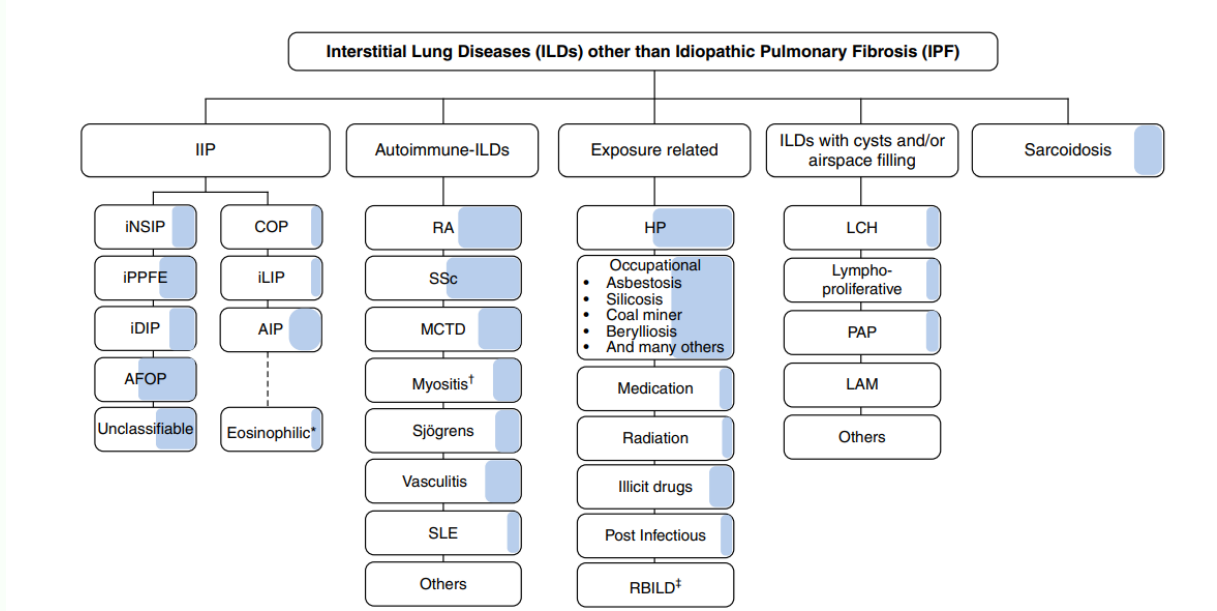 Interstitial Lung Diseases (ILDs) other than Idiopathic Pulmonary Fibrosis (IPF)
IIP
Autoimmune-ILDs
Exposure related
ILDs with cysts and/or
airspace filling
Sarcoidosis
iNSIP
iPPFE
iDIP
AFOP
Unclassifiable
COP
iLIP
AIP
Eosinophilic*
RA
SSc
MCTD
Myositis†
Sjögrens
Vasculitis
SLE
Others
HP
Occupational
• Asbestosis
• Silicosis
• Coal miner
• Berylliosis
• And many others
Medication
Radiation
Illicit drugs
Post Infectious
RBILD‡
LCH
Lympho-
proliferative
PAP
LAM
Others